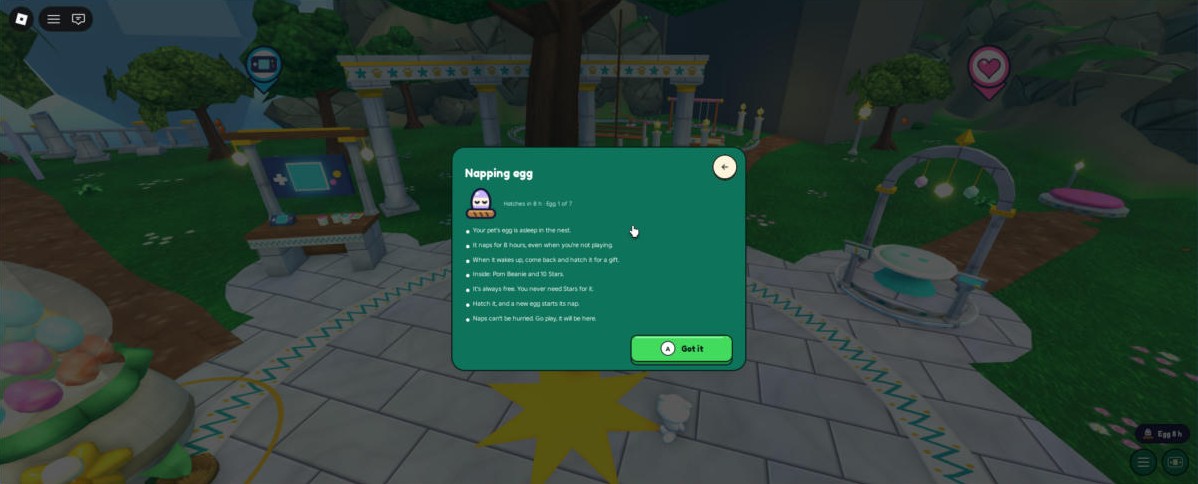 Napping egg
Hatches in 8 h · Egg 1 of 7
Your pet's egg is asleep in the nest.
It naps for 8 hours, even when you're not playing.
When it wakes up, come back and hatch it for a gift.
Inside: Pom Beanie and 10 Stars.
It's always free. You never need Stars for it.
Hatch it, and a new egg starts its nap.
Naps can't be hurried. Go play, it will be here.
A Got it
Egg 8 h